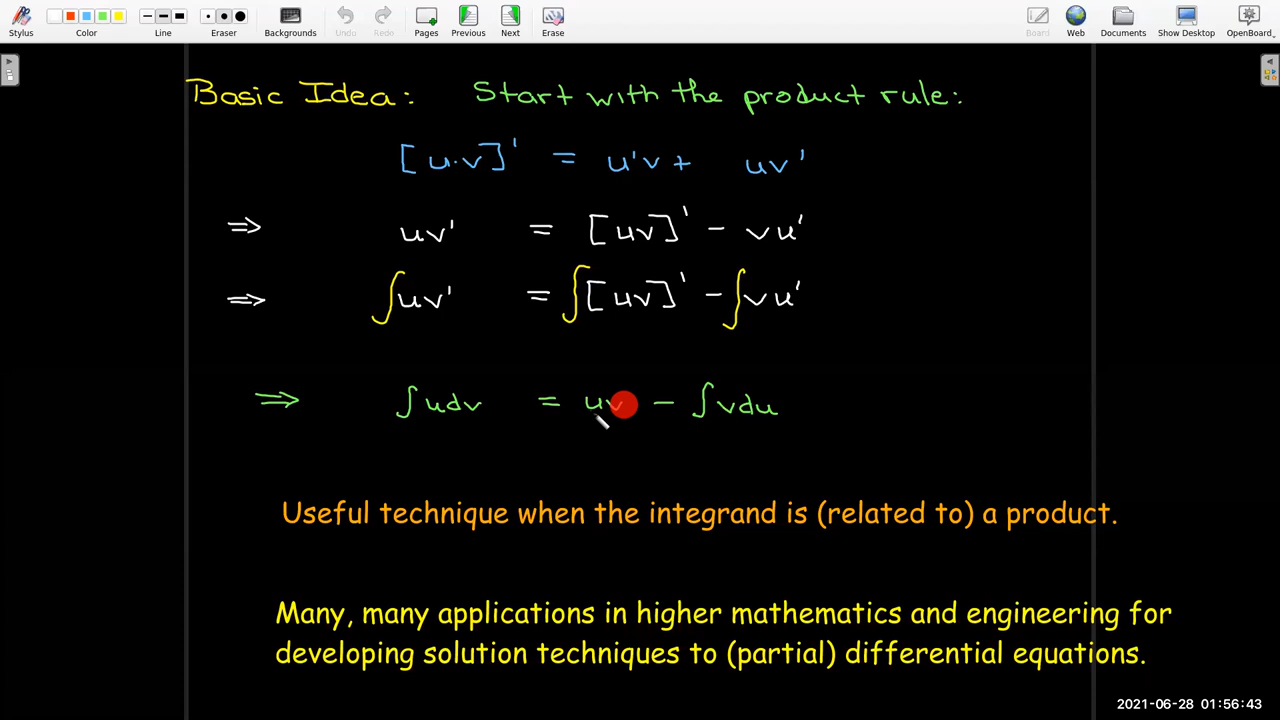 Stylus Color Line Eraser Backgrounds Undo Redo Pages Previous Next Erase Board Web Documents Show Desktop OpenBoard
Basic Idea: Start with the product rule:
[u·v]' = u'v + uv'
⇒ uv' = [uv]' - vu'
⇒ ∫uv' = ∫[uv]' - ∫vu'
⇒ ∫udv = uv - ∫vdu
Useful technique when the integrand is (related to) a product.
Many, many applications in higher mathematics and engineering for
developing solution techniques to (partial) differential equations.
2021-06-28 01:56:43